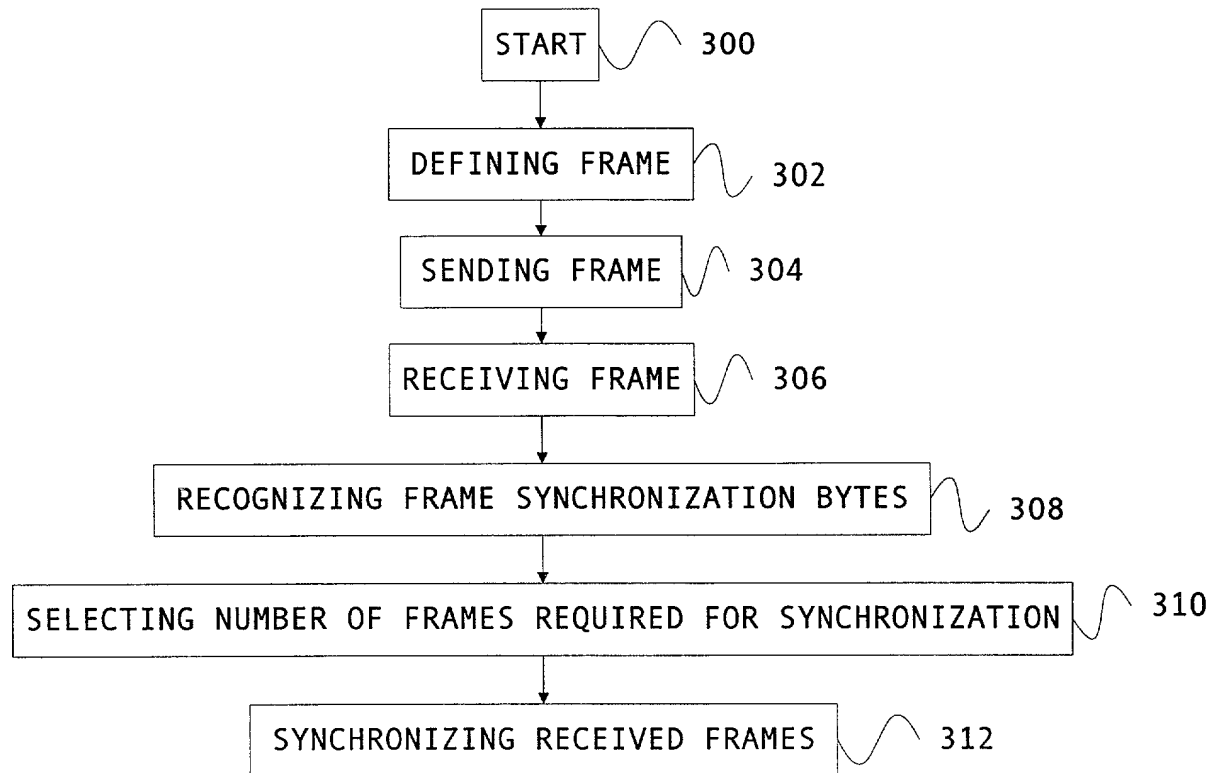 START 300
DEFINING FRAME 302
SENDING FRAME 304
RECEIVING FRAME 306
RECOGNIZING FRAME SYNCHRONIZATION BYTES 308
SELECTING NUMBER OF FRAMES REQUIRED FOR SYNCHRONIZATION 310
SYNCHRONIZING RECEIVED FRAMES 312